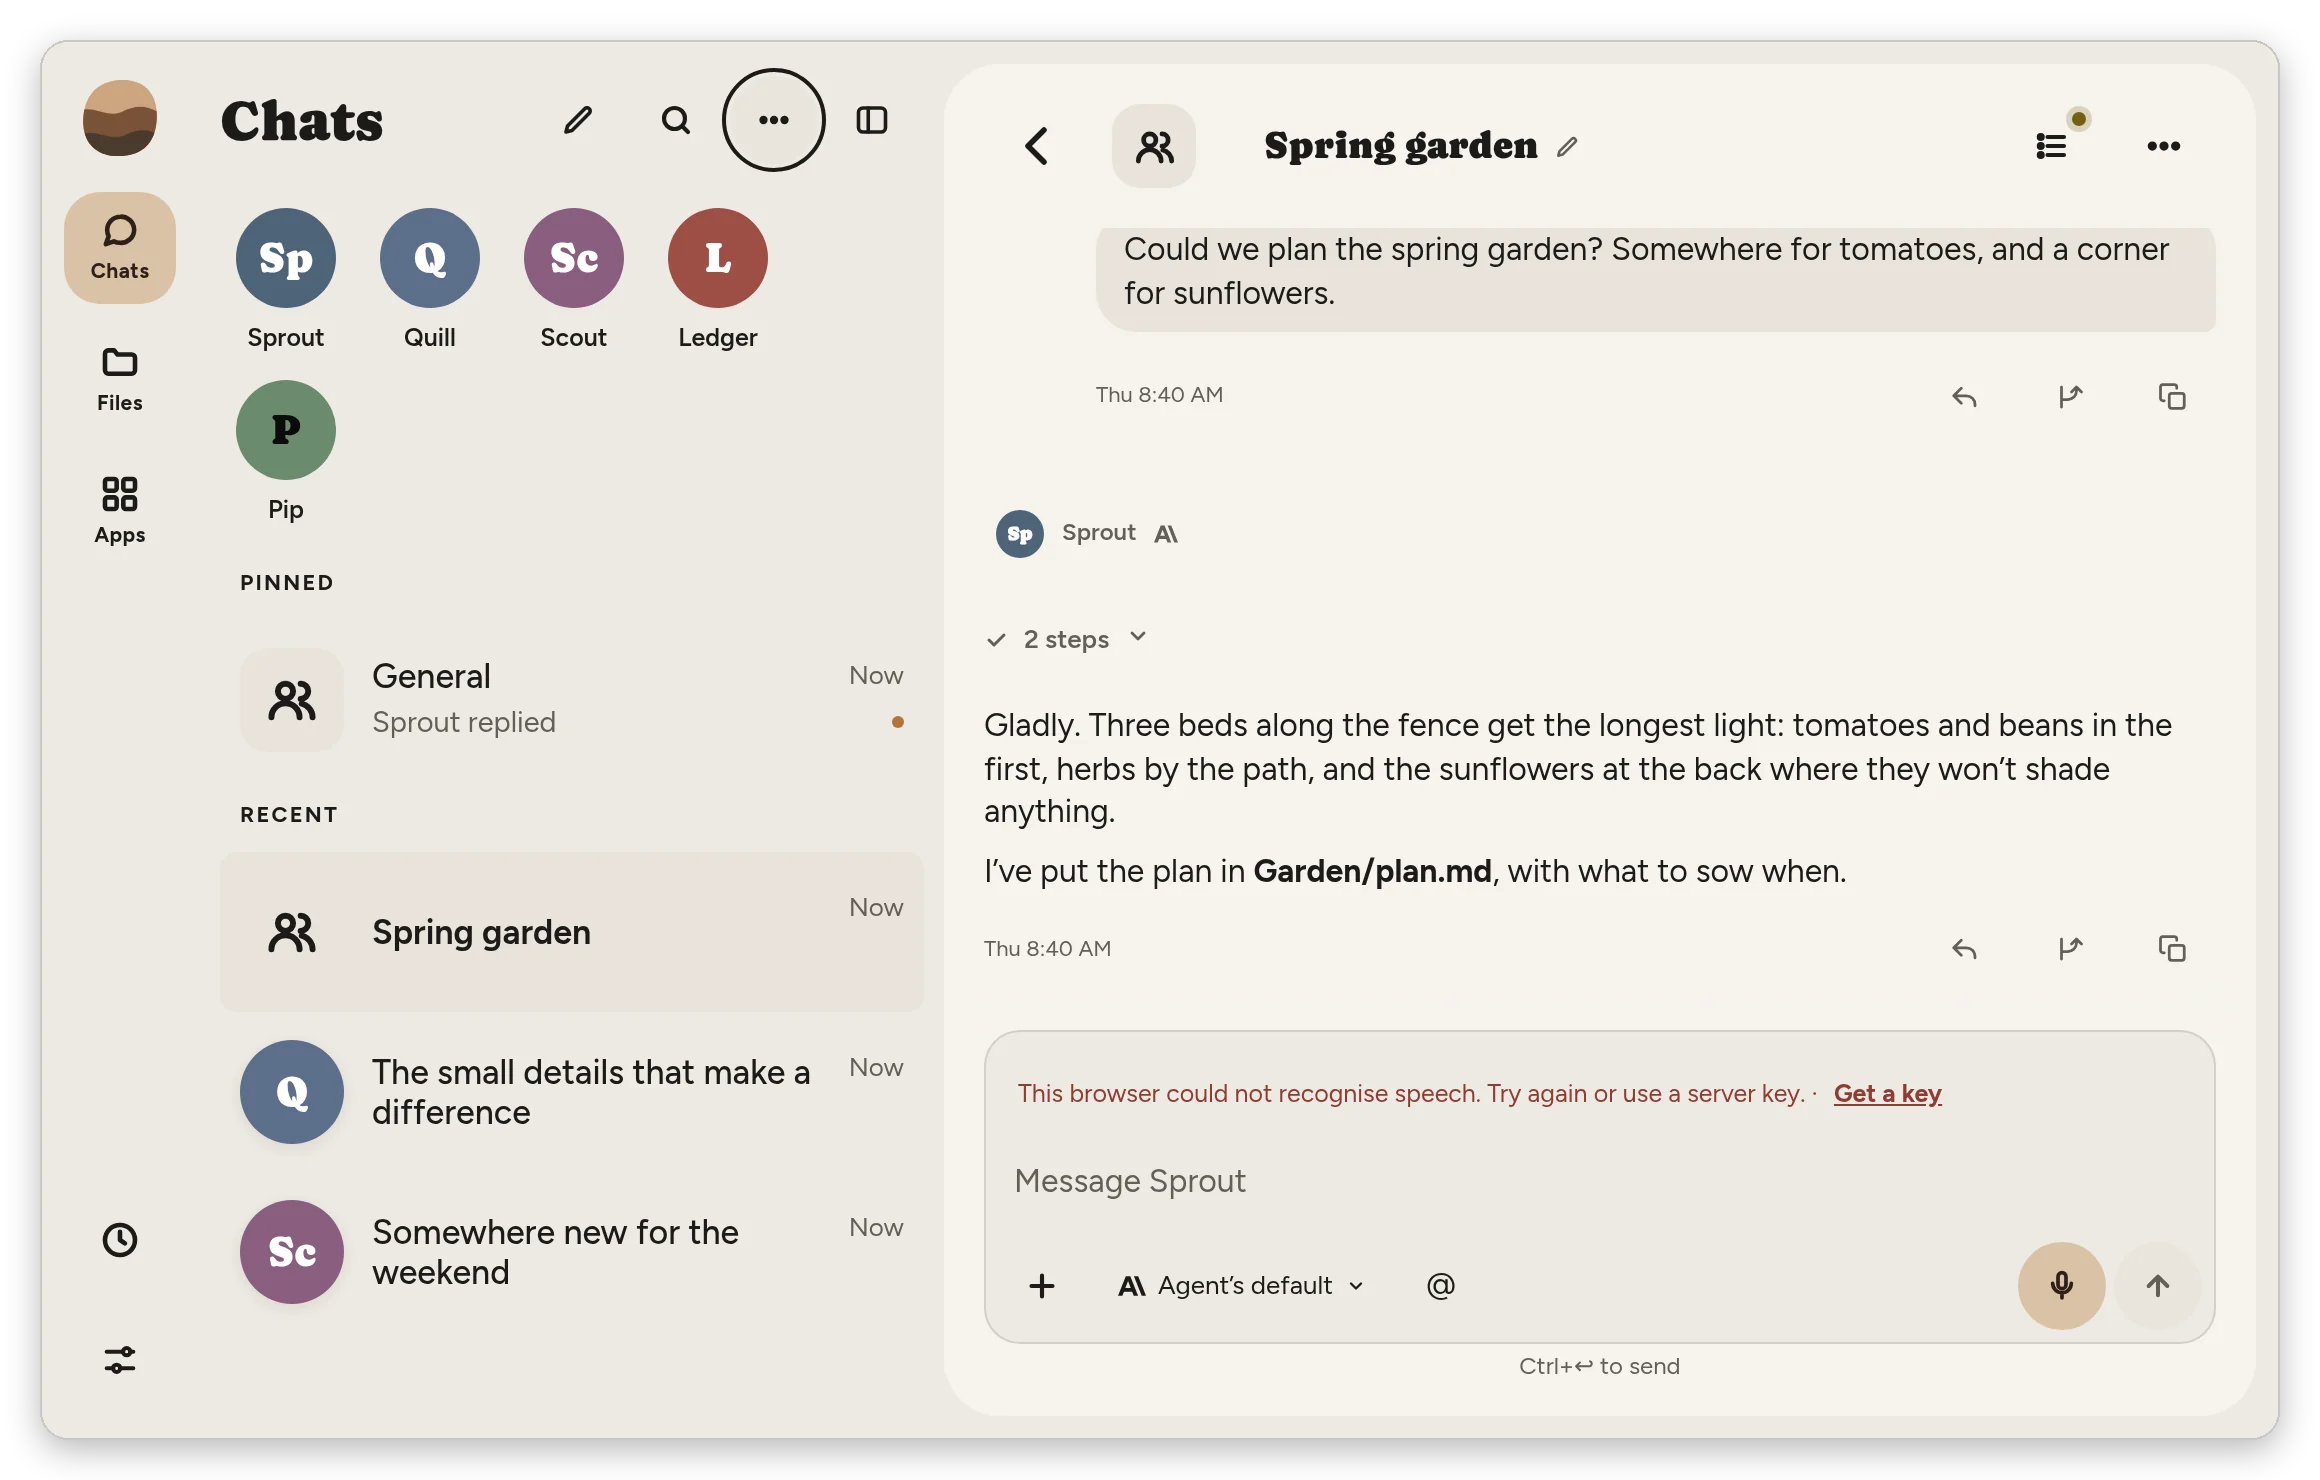 Chats
Chats
Files
Apps
Sp
Q
Sc
L
Sprout
Quill
Scout
Ledger
P
Pip
PINNED
General
Now
Sprout replied
RECENT
Spring garden
Now
Q
The small details that make a
difference
Now
Sc
Somewhere new for the
weekend
Now
Spring garden
Could we plan the spring garden? Somewhere for tomatoes, and a corner
for sunflowers.
Thu 8:40 AM
Sp
Sprout
2 steps
Gladly. Three beds along the fence get the longest light: tomatoes and beans in the
first, herbs by the path, and the sunflowers at the back where they won’t shade
anything.
I’ve put the plan in Garden/plan.md, with what to sow when.
Thu 8:40 AM
This browser could not recognise speech. Try again or use a server key. · Get a key
Message Sprout
Agent’s default
@
Ctrl+↩ to send